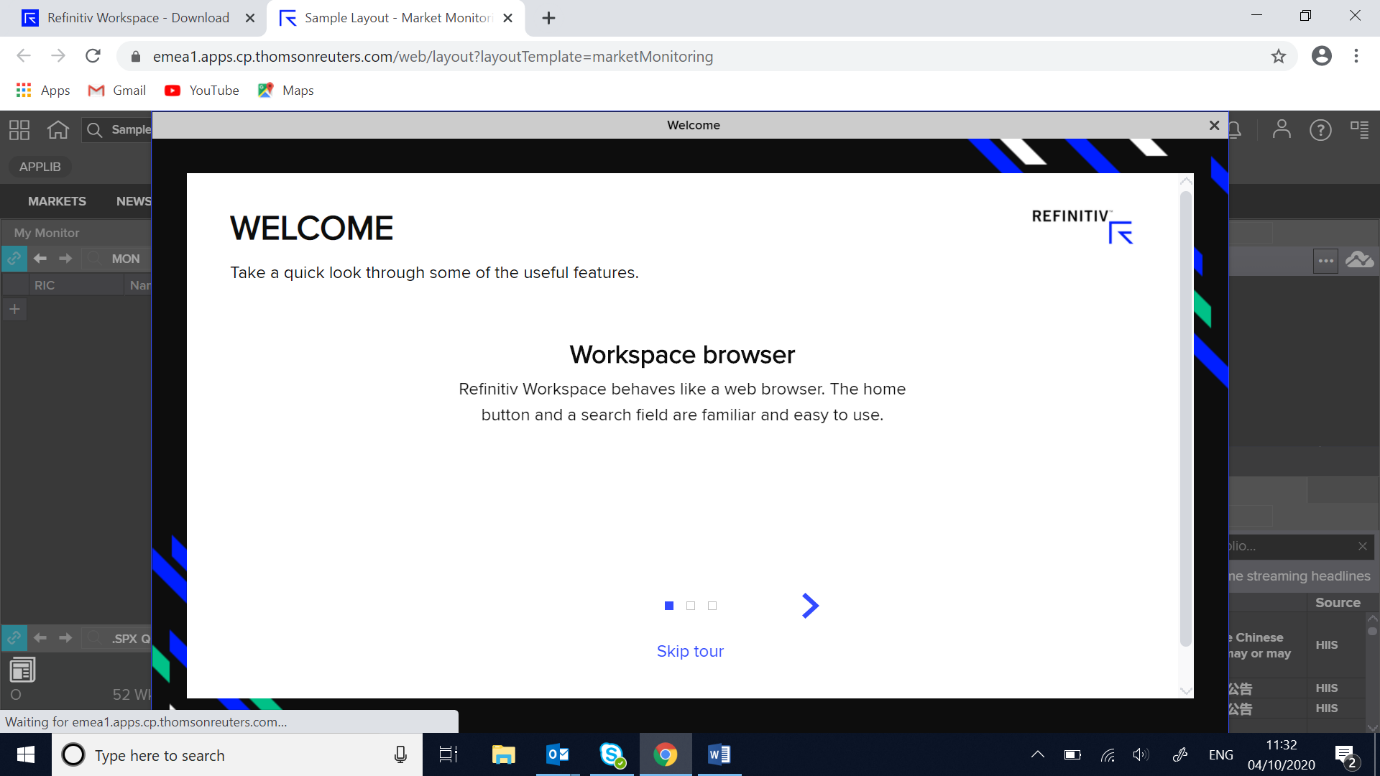 Refinitiv Workspace - Download
Sample Layout - Market Monitori
emea1.apps.cp.thomsonreuters.com/web/layout?layoutTemplate=marketMonitoring
Apps
Gmail
YouTube
Maps
Sample
Welcome
APPLIB
MARKETS
NEWS
My Monitor
MON
RIC
Nar
WELCOME
REFINITIV
Take a quick look through some of the useful features.
Workspace browser
Refinitiv Workspace behaves like a web browser. The home
button and a search field are familiar and easy to use.
Skip tour
.SPX Q
O
52 Wk
olio...
ne streaming headlines
Source
e Chinese
may or may
HIIS
公告
HIIS
公告
HIIS
Waiting for emea1.apps.cp.thomsonreuters.com...
Type here to search
ENG
11:32
04/10/2020
2